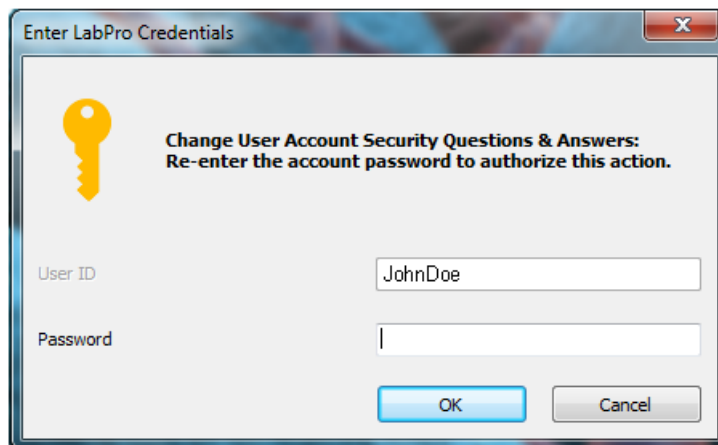 Enter LabPro Credentials
Change User Account Security Questions & Answers:
Re-enter the account password to authorize this action.
User ID
JohnDoe
Password
OK
Cancel